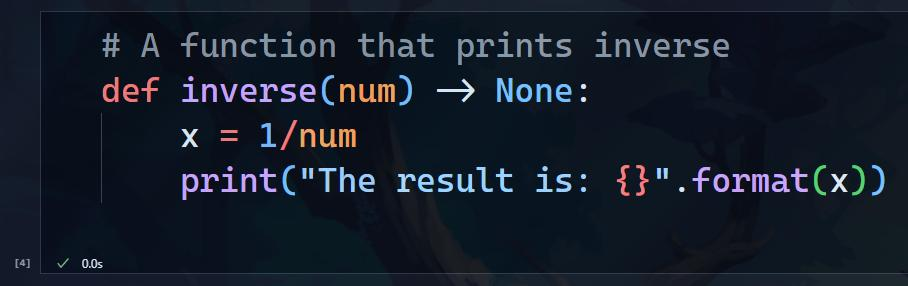 # A function that prints inverse
def inverse(num) -> None:
    x = 1/num
    print("The result is: {}".format(x))
[4] ✓ 0.0s